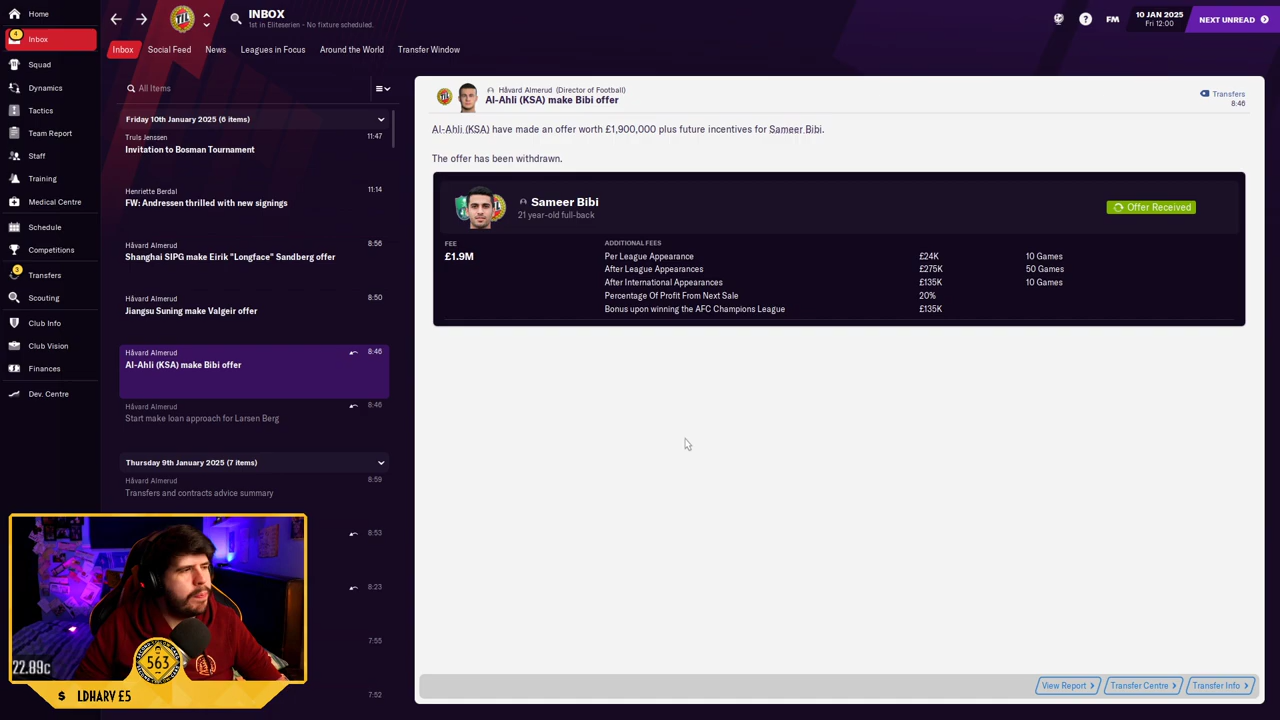 Home
4
Inbox
Squad
Dynamics
Tactics
Team Report
Staff
Training
Medical Centre
Schedule
Competitions
3
Transfers
Scouting
Club Info
Club Vision
Finances
Dev. Centre
TIL
INBOX
1st in Eliteserien - No fixture scheduled.
FM
10 JAN 2025
Fri 12:00
NEXT UNREAD
Inbox
Social Feed
News
Leagues in Focus
Around the World
Transfer Window
All Items
Friday 10th January 2025 (6 items)
Truls Jenssen
11:47
Invitation to Bosman Tournament
Henriette Berdal
11:14
FW: Andressen thrilled with new signings
Håvard Almerud
8:56
Shanghai SIPG make Eirik "Longface" Sandberg offer
Håvard Almerud
8:50
Jiangsu Suning make Valgeir offer
Håvard Almerud
8:46
Al-Ahli (KSA) make Bibi offer
Håvard Almerud
8:46
Start make loan approach for Larsen Berg
Thursday 9th January 2025 (7 items)
Håvard Almerud
8:59
Transfers and contracts advice summary
8:53
8:23
7:55
7:52
Håvard Almerud (Director of Football)
Al-Ahli (KSA) make Bibi offer
Transfers
8:46
Al-Ahli (KSA) have made an offer worth £1,900,000 plus future incentives for Sameer Bibi.
The offer has been withdrawn.
Sameer Bibi
21 year-old full-back
Offer Received
FEE
£1.9M
ADDITIONAL FEES
Per League Appearance £24K 10 Games
After League Appearances £275K 50 Games
After International Appearances £135K 10 Games
Percentage Of Profit From Next Sale 20%
Bonus upon winning the AFC Champions League £135K
View Report
Transfer Centre
Transfer Info
22.89c
563
$ LDHARY £5